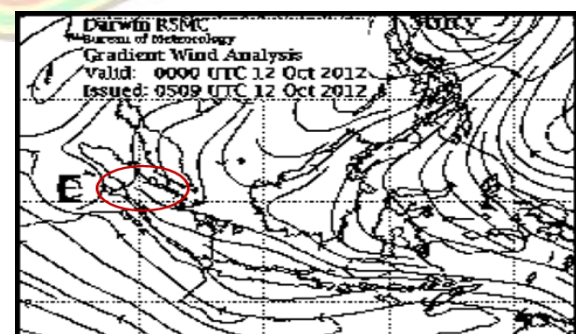 Darwin RSMC
Bureau of Meteorology
Gradient Wind Analysis
Valid: 0000 UTC 12 Oct 2012
Issued: 0509 UTC 12 Oct 2012
E